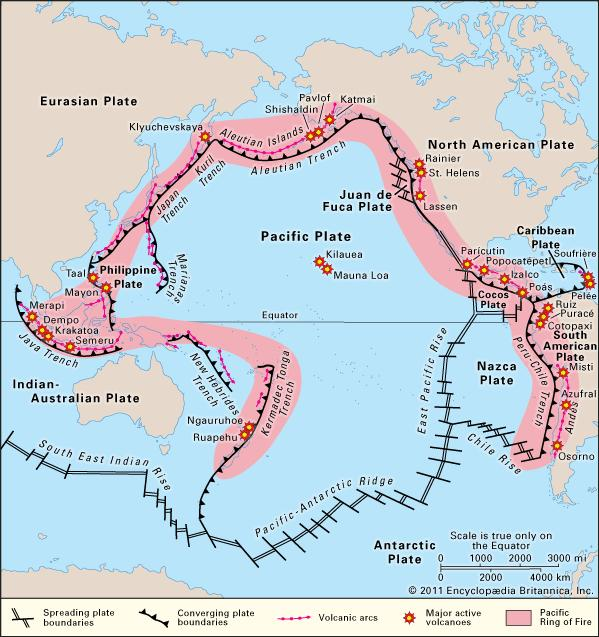 Eurasian Plate
Klyuchevskaya
Shishaldin
Pavlof
Katmai
Aleutian Islands
Aleutian Trench
Kuril
Trench
Japan
Trench
North American Plate
Rainier
St. Helens
Lassen
Juan de
Fuca Plate
Pacific Plate
Kilauea
Mauna Loa
Caribbean
Plate
Soufrière
Pelée
Parícutin
Popocatépetl
Izalco
Poás
Cocos
Plate
Taal
Philippine
Plate
Mayon
Marianas
Trench
Merapi
Dempo
Krakatoa
Semeru
Java Trench
Equator
Ruiz
Puracé
Cotopaxi
South
American
Plate
Misti
Azufral
Andes
Osorno
Peru-Chile Trench
Nazca
Plate
Indian-
Australian Plate
New Hebrides
Trench
Kermadec-Tonga
Trench
Ngauruhoe
Ruapehu
East Pacific Rise
Chile Rise
South East Indian Rise
Pacific-Antarctic Ridge
Antarctic
Plate
Scale is true only on
the Equator
0 1000 3000 mi
0 2000 4000 km
© 2011 Encyclopædia Britannica, Inc.
Spreading plate
boundaries
Converging plate
boundaries
Volcanic arcs
Major active
volcanoes
Pacific
Ring of Fire